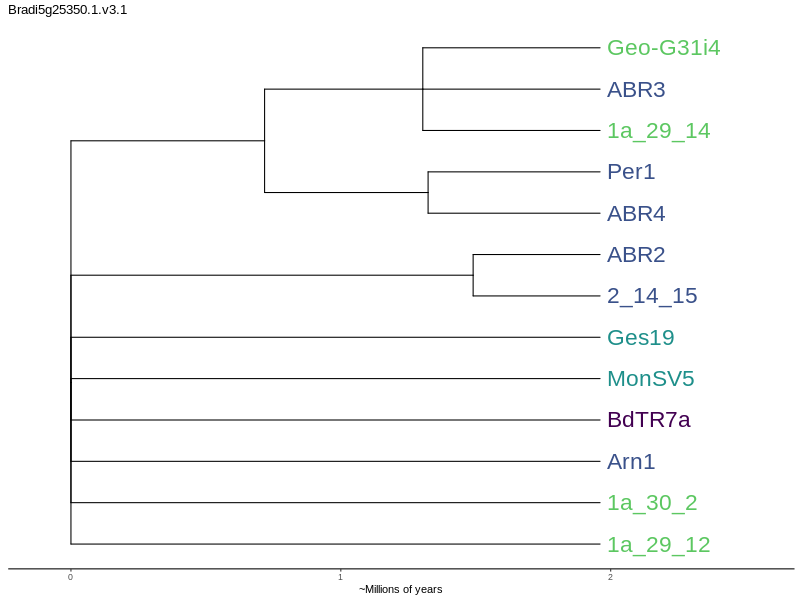 Bradi5g25350.1.v3.1
Geo-G31i4
ABR3
1a_29_14
Per1
ABR4
ABR2
2_14_15
Ges19
MonSV5
BdTR7a
Arn1
1a_30_2
1a_29_12
0 1 2
~Millions of years